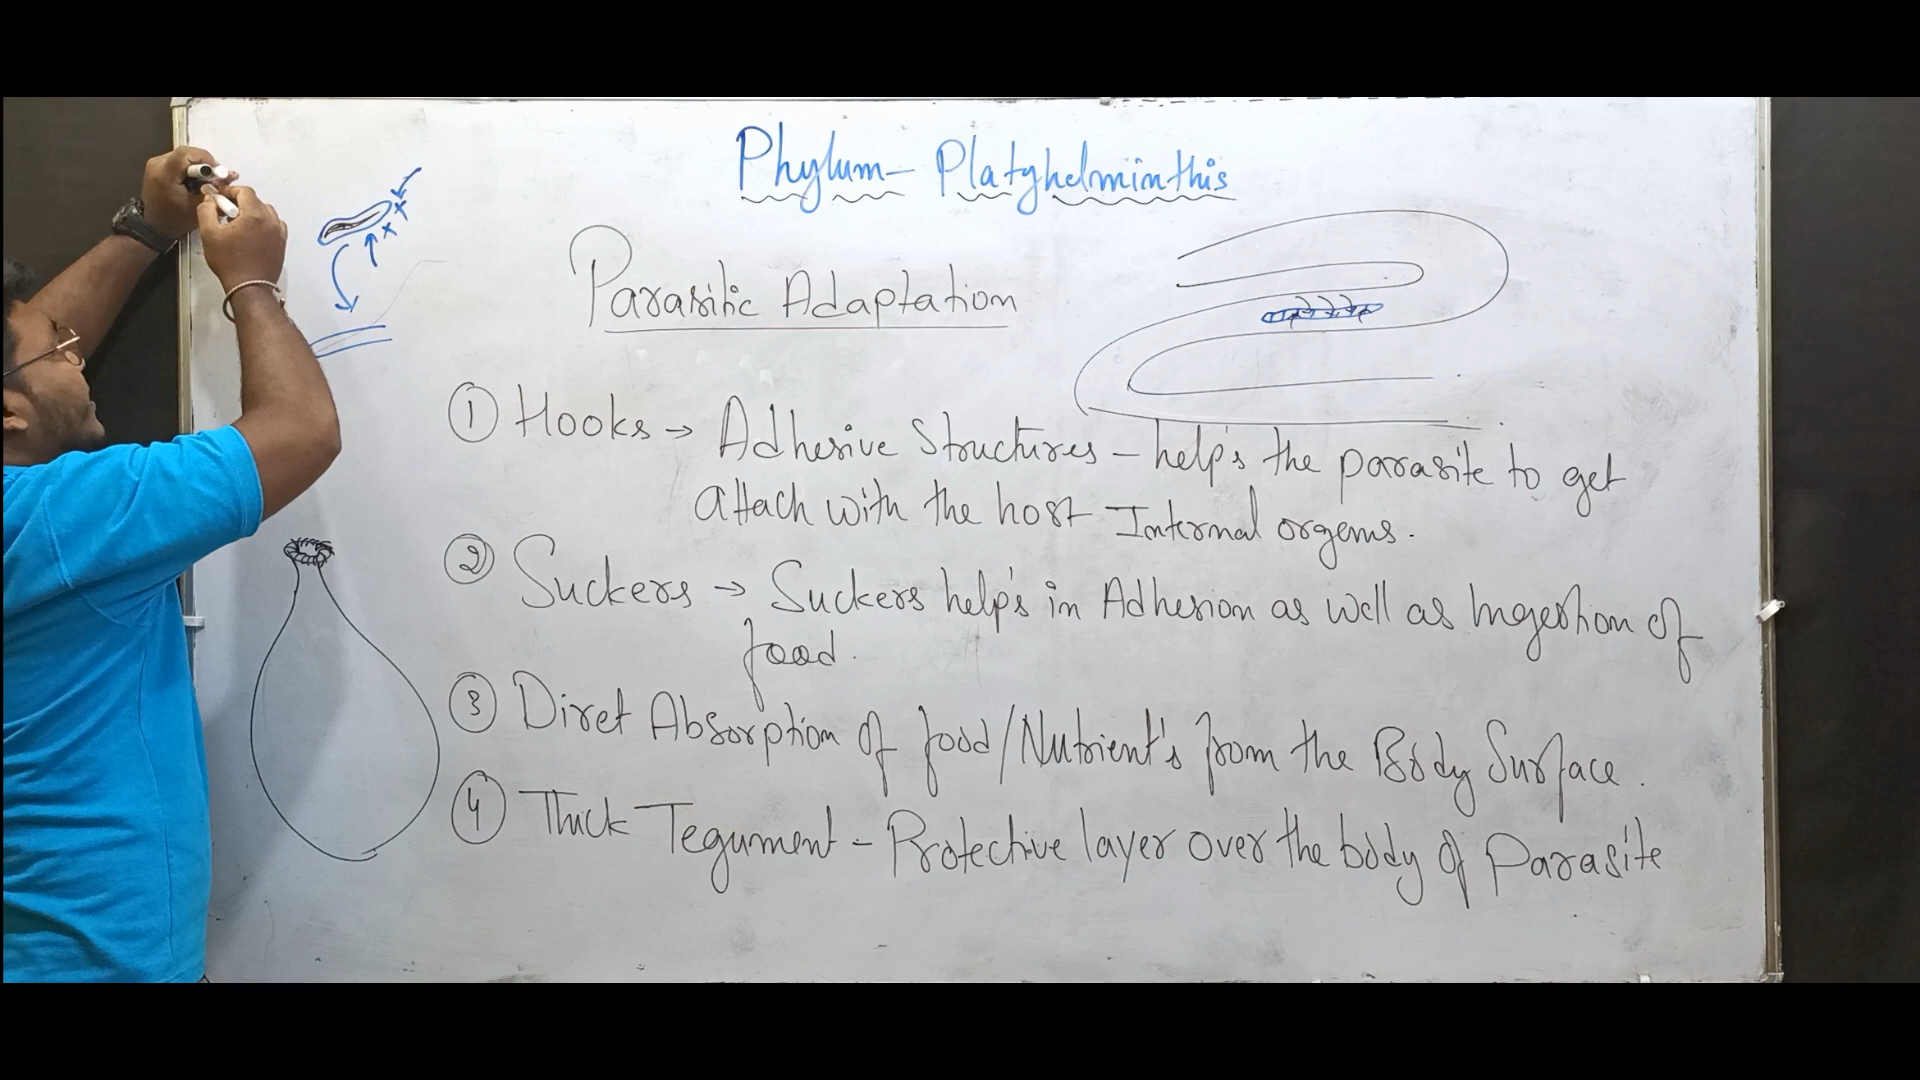 Phylum- Platyhelminthis
Parasitic Adaptation
① Hooks → Adhesive Structures - help's the parasite to get
attach with the host Internal orgems.
② Suckers → Suckers help's in Adhesion as well as Ingestion of
food.
③ Diret Absorption of food/Nutrient's from the Body Surface.
④ Thick Tegument - Protective layer over the body of Parasite